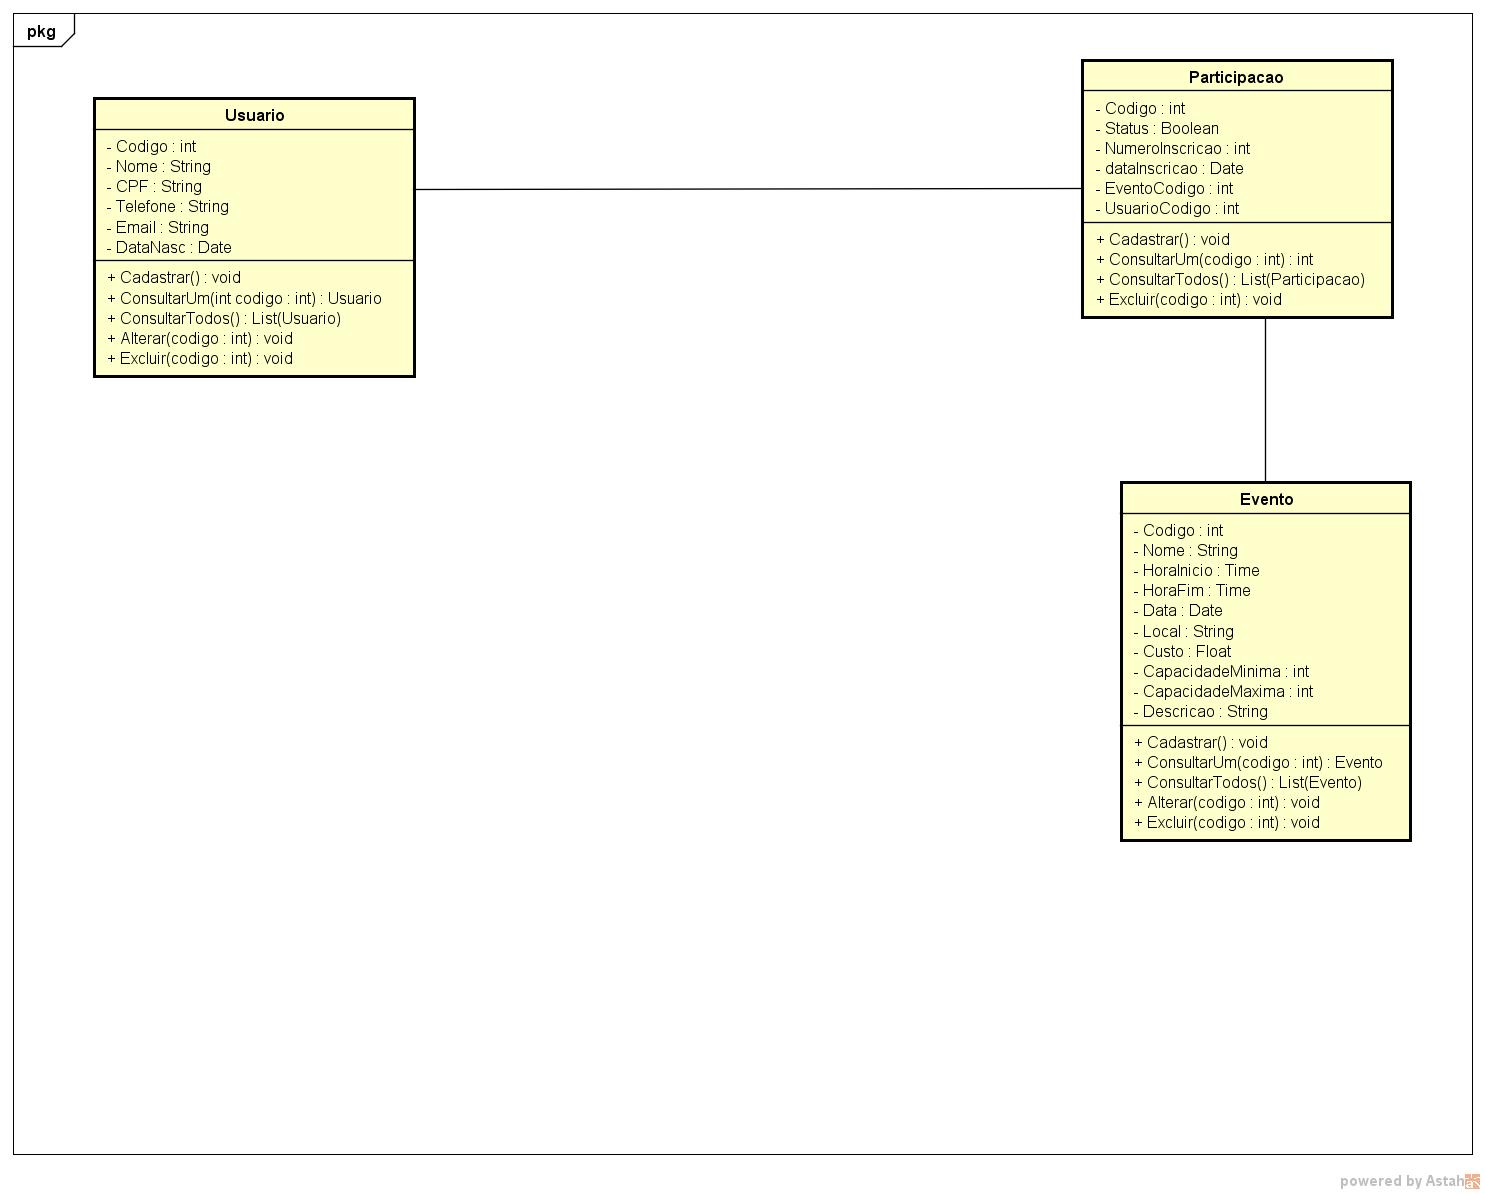 pkg
Usuario
- Codigo : int
- Nome : String
- CPF : String
- Telefone : String
- Email : String
- DataNasc : Date
+ Cadastrar() : void
+ ConsultarUm(int codigo : int) : Usuario
+ ConsultarTodos() : List(Usuario)
+ Alterar(codigo : int) : void
+ Excluir(codigo : int) : void
Participacao
- Codigo : int
- Status : Boolean
- NumeroInscricao : int
- dataInscricao : Date
- EventoCodigo : int
- UsuarioCodigo : int
+ Cadastrar() : void
+ ConsultarUm(codigo : int) : int
+ ConsultarTodos() : List(Participacao)
+ Excluir(codigo : int) : void
Evento
- Codigo : int
- Nome : String
- HoraInicio : Time
- HoraFim : Time
- Data : Date
- Local : String
- Custo : Float
- CapacidadeMinima : int
- CapacidadeMaxima : int
- Descricao : String
+ Cadastrar() : void
+ ConsultarUm(codigo : int) : Evento
+ ConsultarTodos() : List(Evento)
+ Alterar(codigo : int) : void
+ Excluir(codigo : int) : void
powered by Astah